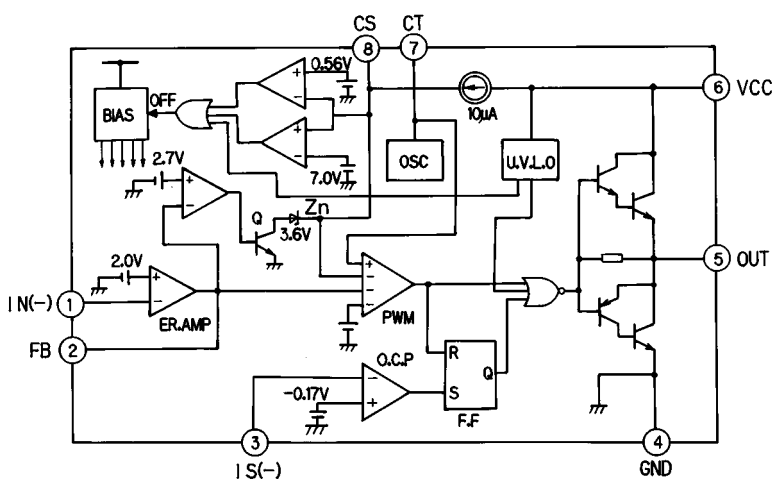 CS CT
8 7
0.56V
6 VCC
OFF
BIAS
10μA
2.7V
7.0V
OSC
U.V.L.O
Q
Zn
3.6V
5 OUT
2.0V
IN(-) 1
ER.AMP
PWM
FB 2
O.C.P
R
Q
S
-0.17V
F.F
3
4
IS(-)
GND
+
-
+
-
+
-
+
-
+
-
-
-
+